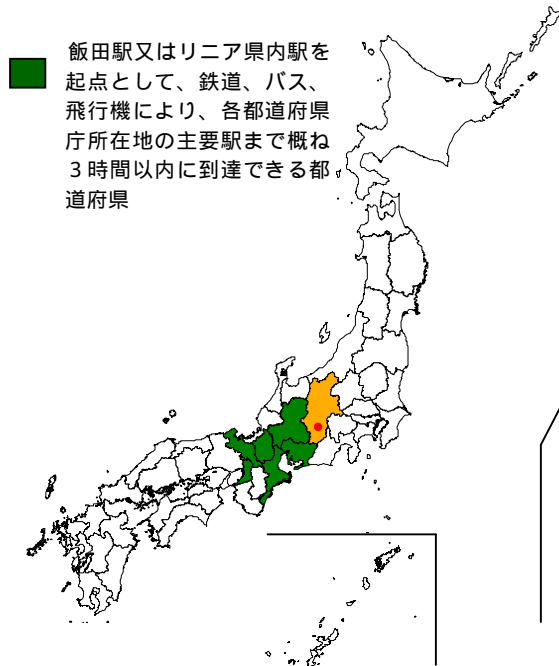 飯田駅又はリニア県内駅を
起点として、鉄道、バス、
飛行機により、各都道府県
庁所在地の主要駅まで概ね
３時間以内に到達できる都
道府県